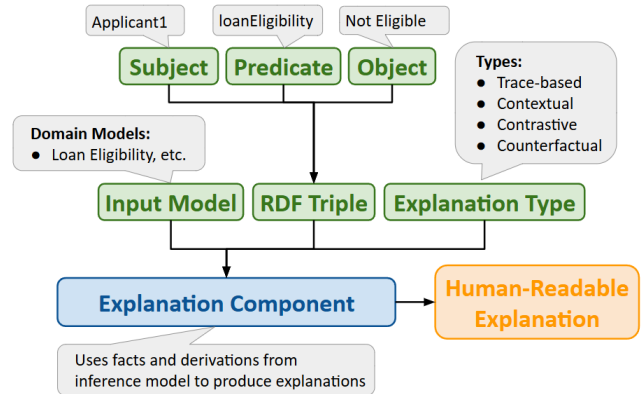 Applicant1
loanEligibility
Not Eligible
Subject
Predicate
Object
Types:
● Trace-based
● Contextual
● Contrastive
● Counterfactual
Domain Models:
● Loan Eligibility, etc.
Input Model
RDF Triple
Explanation Type
Explanation Component
Human-Readable
Explanation
Uses facts and derivations from
inference model to produce explanations